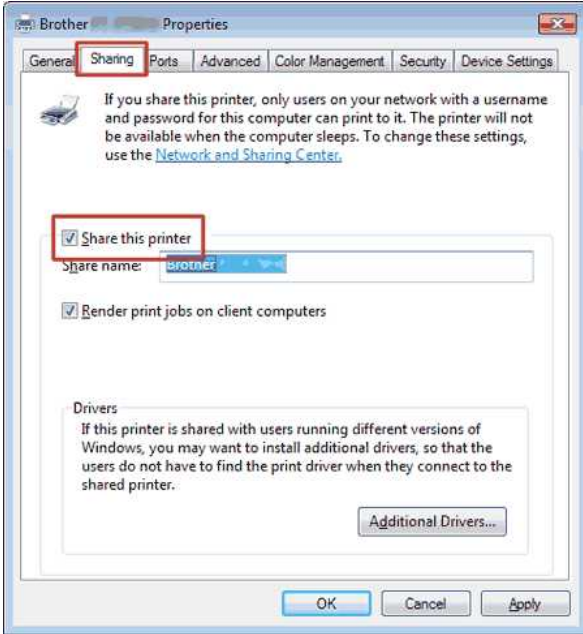 Brother Properties
General Sharing Ports Advanced Color Management Security Device Settings
If you share this printer, only users on your network with a username
and password for this computer can print to it. The printer will not
be available when the computer sleeps. To change these settings,
use the Network and Sharing Center.
Share this printer
Share name: Brother
Render print jobs on client computers
Drivers
If this printer is shared with users running different versions of
Windows, you may want to install additional drivers, so that the
users do not have to find the print driver when they connect to the
shared printer.
Additional Drivers...
OK Cancel Apply